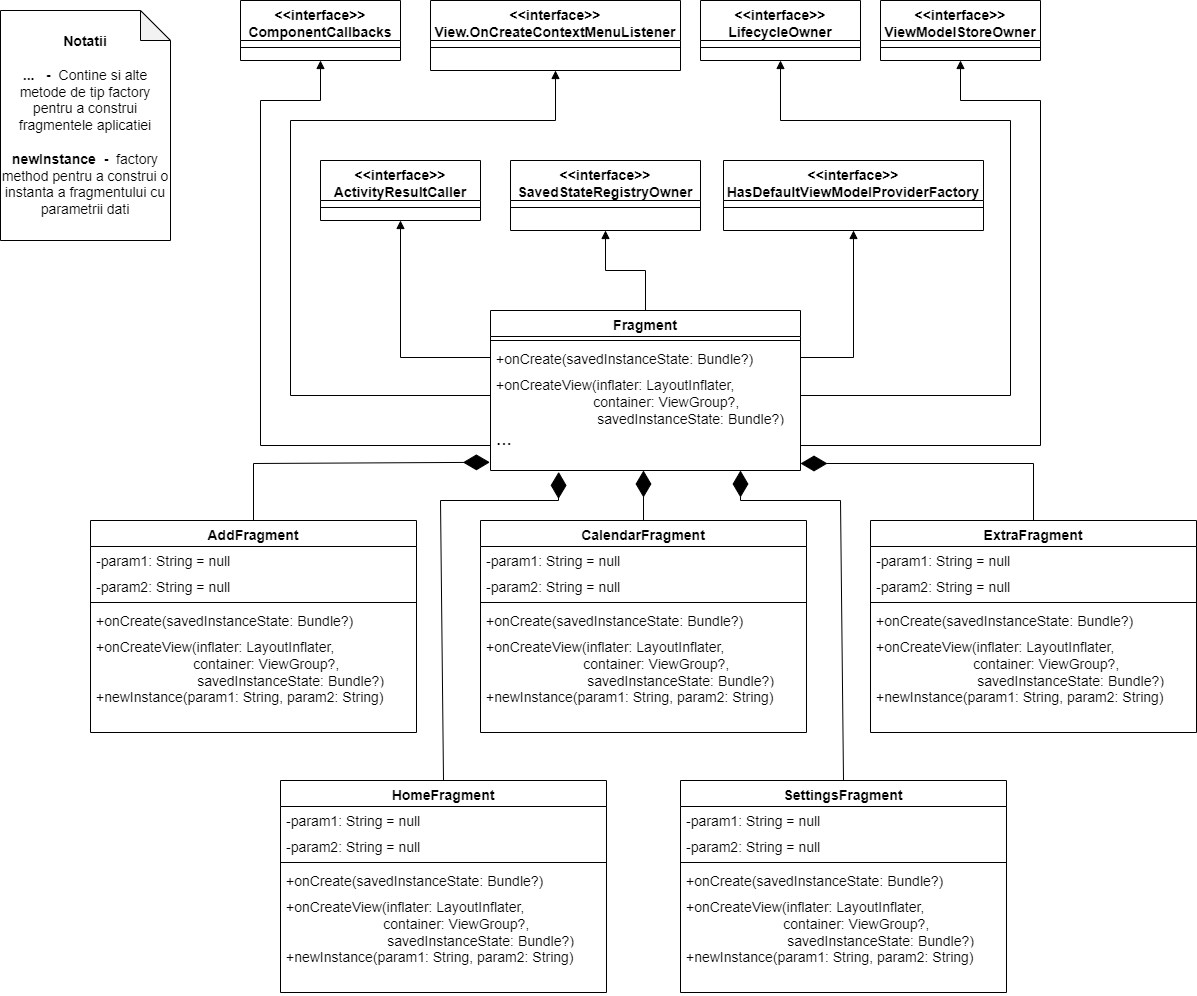 Notatii
... - Contine si alte
metode de tip factory
pentru a construi
fragmentele aplicatiei
newInstance - factory
method pentru a construi o
instanta a fragmentului cu
parametrii dati
<<interface>>
ComponentCallbacks
<<interface>>
View.OnCreateContextMenuListener
<<interface>>
LifecycleOwner
<<interface>>
ViewModelStoreOwner
<<interface>>
ActivityResultCaller
<<interface>>
SavedStateRegistryOwner
<<interface>>
HasDefaultViewModelProviderFactory
Fragment
+onCreate(savedInstanceState: Bundle?)
+onCreateView(inflater: LayoutInflater,
container: ViewGroup?,
savedInstanceState: Bundle?)
...
AddFragment
-param1: String = null
-param2: String = null
+onCreate(savedInstanceState: Bundle?)
+onCreateView(inflater: LayoutInflater,
container: ViewGroup?,
savedInstanceState: Bundle?)
+newInstance(param1: String, param2: String)
CalendarFragment
-param1: String = null
-param2: String = null
+onCreate(savedInstanceState: Bundle?)
+onCreateView(inflater: LayoutInflater,
container: ViewGroup?,
savedInstanceState: Bundle?)
+newInstance(param1: String, param2: String)
ExtraFragment
-param1: String = null
-param2: String = null
+onCreate(savedInstanceState: Bundle?)
+onCreateView(inflater: LayoutInflater,
container: ViewGroup?,
savedInstanceState: Bundle?)
+newInstance(param1: String, param2: String)
HomeFragment
-param1: String = null
-param2: String = null
+onCreate(savedInstanceState: Bundle?)
+onCreateView(inflater: LayoutInflater,
container: ViewGroup?,
savedInstanceState: Bundle?)
+newInstance(param1: String, param2: String)
SettingsFragment
-param1: String = null
-param2: String = null
+onCreate(savedInstanceState: Bundle?)
+onCreateView(inflater: LayoutInflater,
container: ViewGroup?,
savedInstanceState: Bundle?)
+newInstance(param1: String, param2: String)